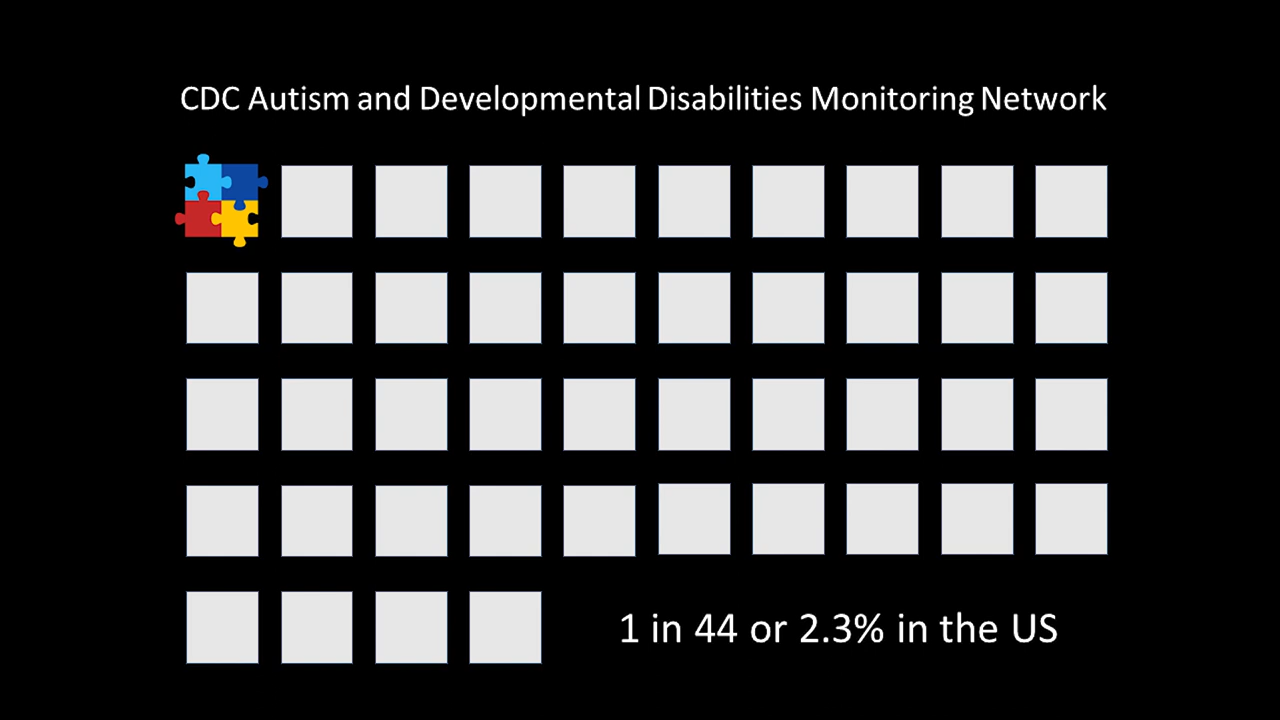 CDC Autism and Developmental Disabilities Monitoring Network
1 in 44 or 2.3% in the US